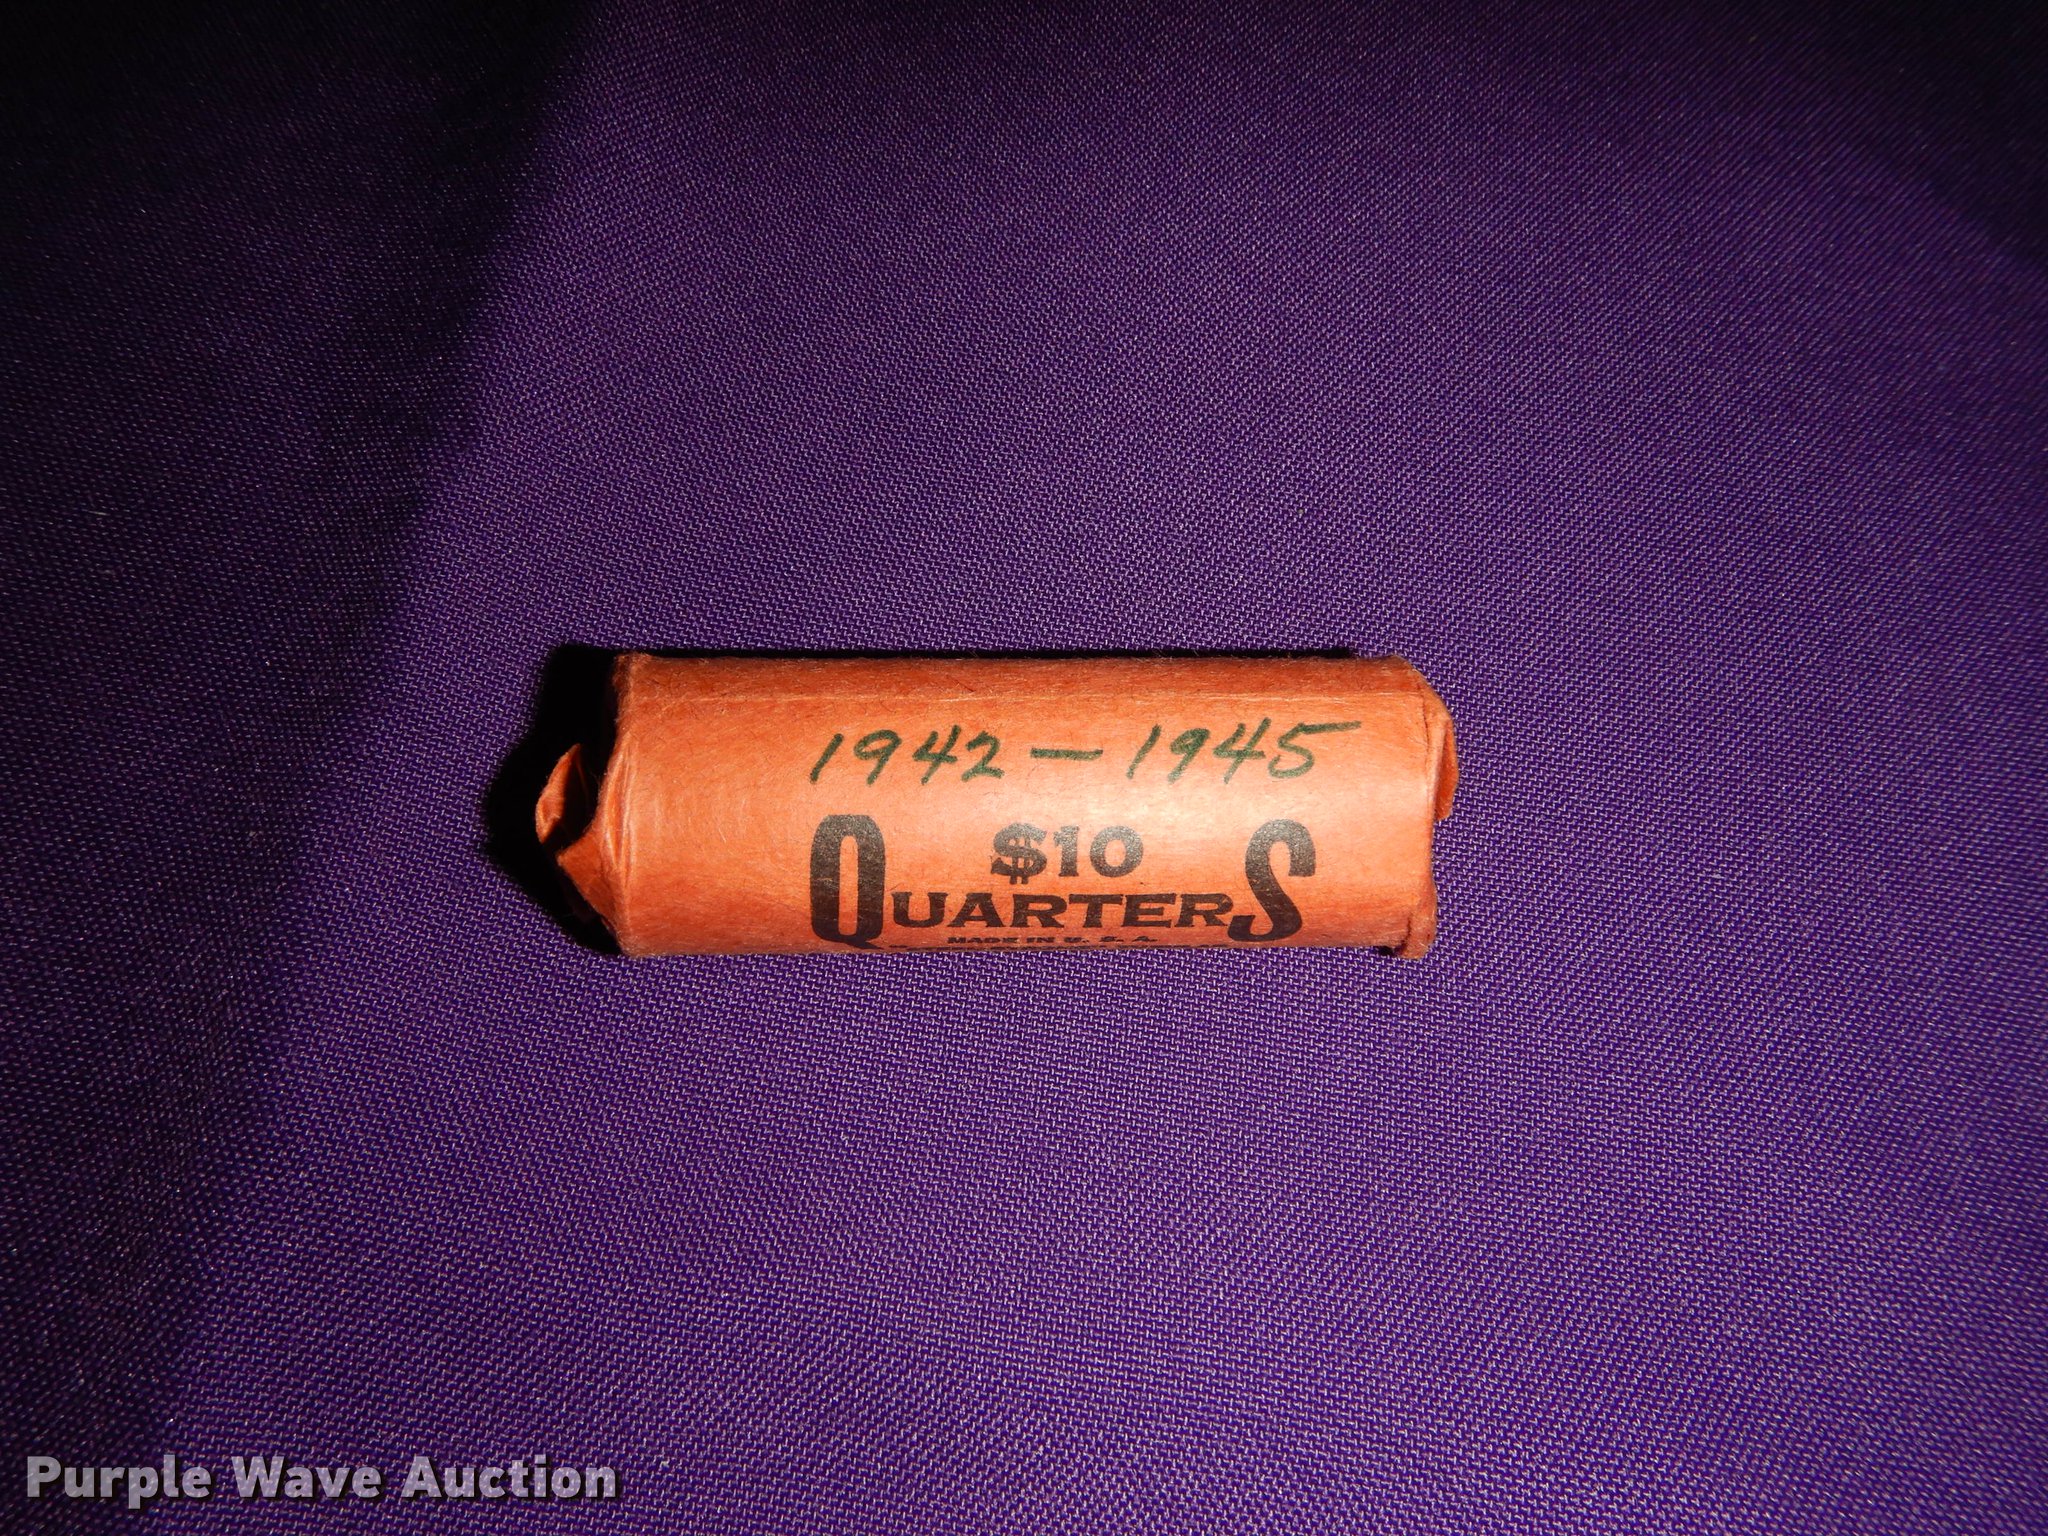 1942 — 1945
$10
QUARTERS
MADE IN U. S. A.
Purple Wave Auction